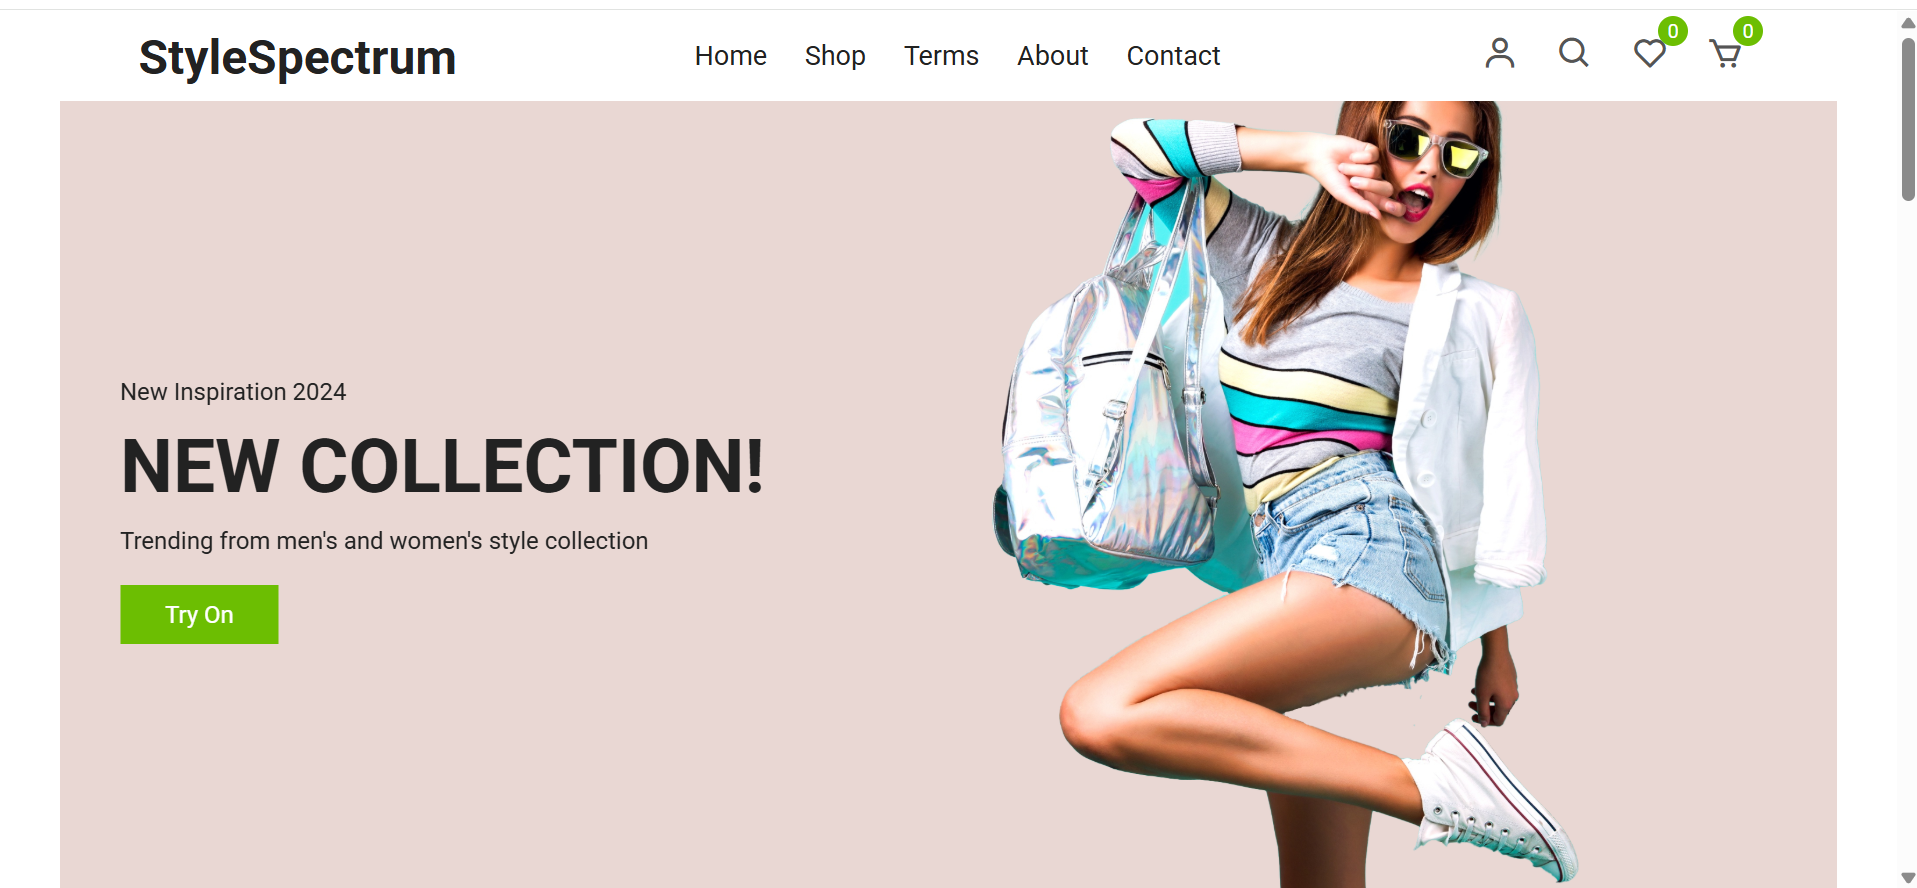 StyleSpectrum
Home Shop Terms About Contact
0
0
New Inspiration 2024
NEW COLLECTION!
Trending from men's and women's style collection
Try On